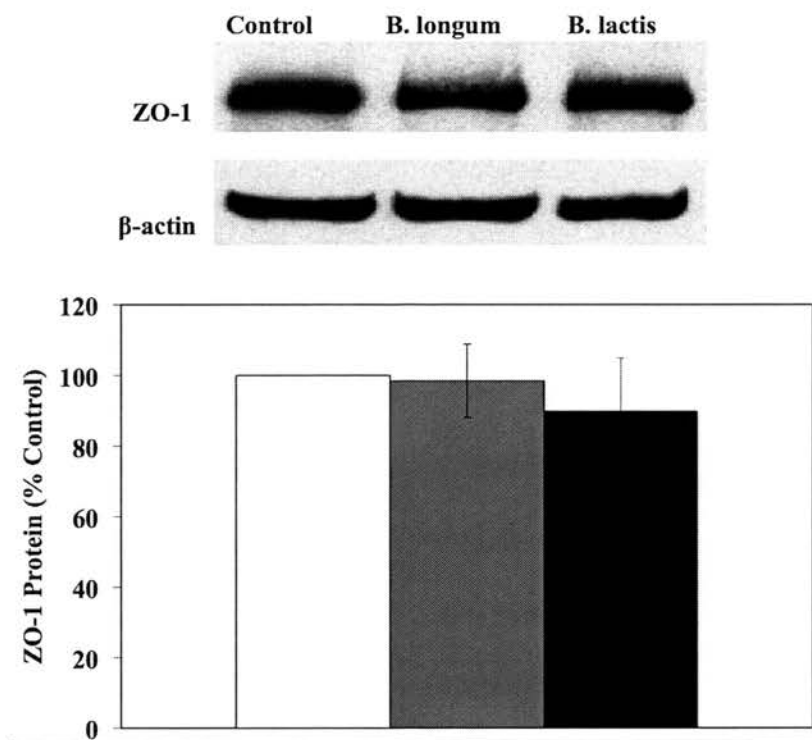 Control B. longum B. lactis
ZO-1
β-actin
120
100
80
60
40
20
0
ZO-1 Protein (% Control)